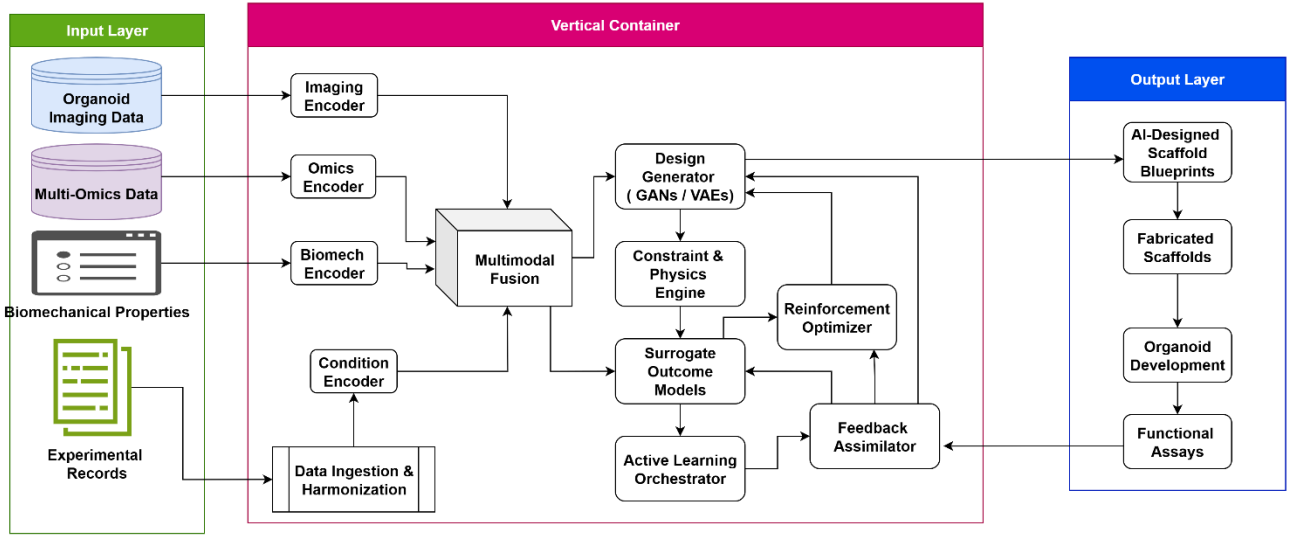 Input Layer
Organoid
Imaging Data
Multi-Omics Data
Biomechanical Properties
Experimental
Records
Vertical Container
Imaging
Encoder
Omics
Encoder
Biomech
Encoder
Condition
Encoder
Data Ingestion &
Harmonization
Multimodal
Fusion
Design
Generator
( GANs / VAEs)
Constraint &
Physics
Engine
Surrogate
Outcome
Models
Active Learning
Orchestrator
Reinforcement
Optimizer
Feedback
Assimilator
Output Layer
AI-Designed
Scaffold
Blueprints
Fabricated
Scaffolds
Organoid
Development
Functional
Assays